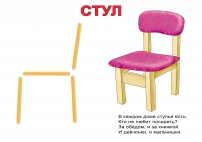 СТУЛ
В каждом доме стулья есть,
Кто не любит посидеть?
За обедом, и за книжкой
И девчонки, и мальчишки.